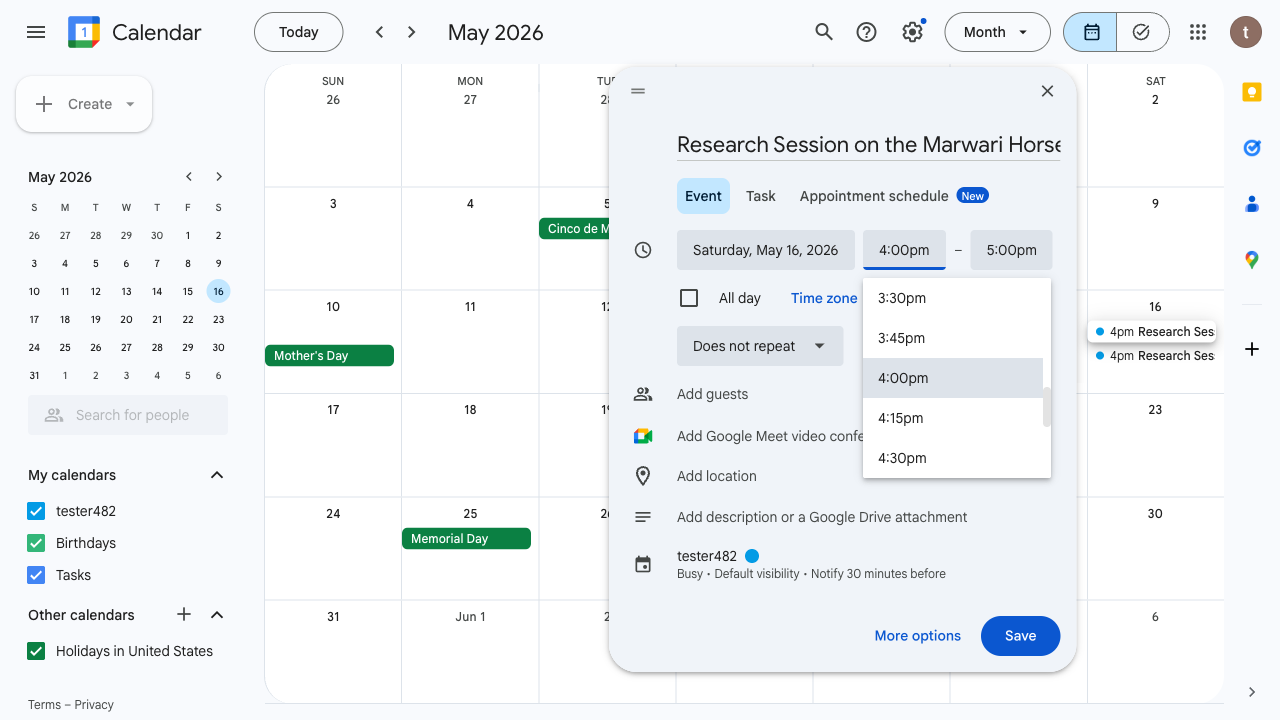 Calendar
Today
May 2026
Month
t
Create
May 2026
S M T W T F S
26 27 28 29 30 1 2
3 4 5 6 7 8 9
10 11 12 13 14 15 16
17 18 19 20 21 22 23
24 25 26 27 28 29 30
31 1 2 3 4 5 6
Search for people
My calendars
tester482
Birthdays
Tasks
Other calendars
Holidays in United States
Terms – Privacy
SUN MON TUE SAT
26 27 28 2
3 4 5 9
Cinco de M
10 11 16
4pm Research Ses
Mother's Day
4pm Research Ses
17 18 19 23
24 25 26 30
Memorial Day
31 Jun 1 2 6
Research Session on the Marwari Horse
Event Task Appointment schedule New
Saturday, May 16, 2026 4:00pm – 5:00pm
All day Time zone
Does not repeat
3:30pm
3:45pm
4:00pm
4:15pm
4:30pm
Add guests
Add Google Meet video confe
Add location
Add description or a Google Drive attachment
tester482
Busy • Default visibility • Notify 30 minutes before
More options Save